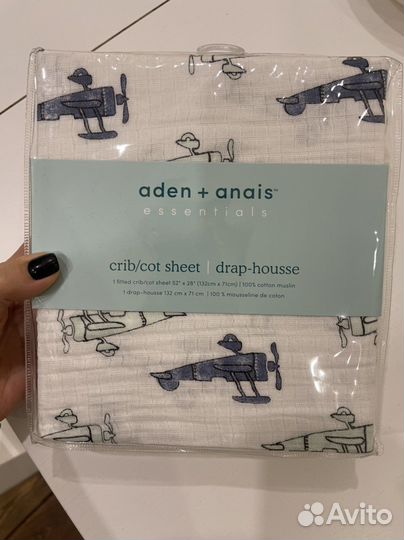 aden + anais™
essentials
crib/cot sheet | drap-housse
1 fitted crib/cot sheet 52" x 28" (132cm x 71cm) | 100% cotton muslin
1 drap-housse 132 cm x 71 cm | 100 % mousseline de coton
Avito